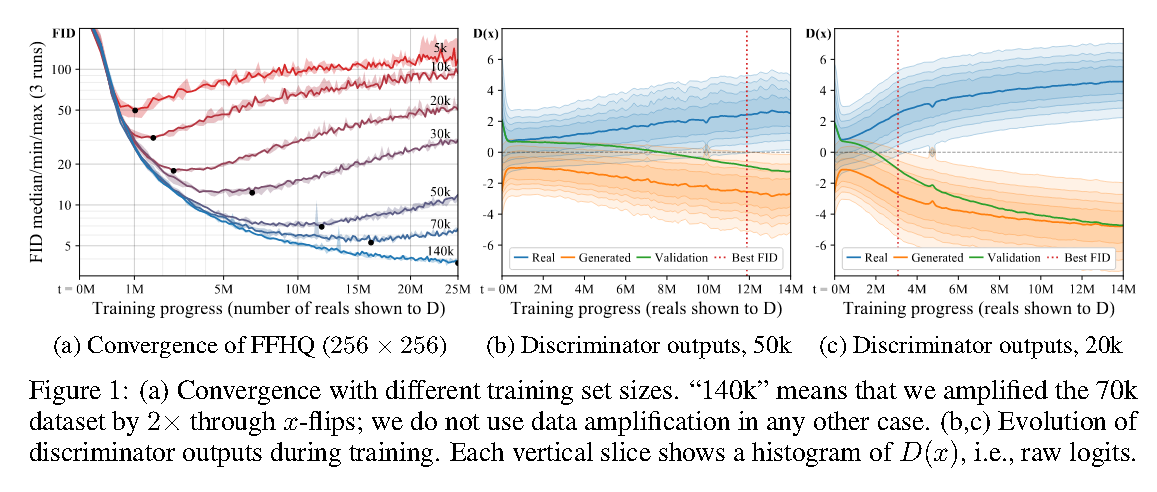 FID
FID median/min/max (3 runs)
100
50
20
10
5
5k
10k
20k
30k
50k
70k
140k
t = 0M 1M 5M 10M 15M 20M 25M
Training progress (number of reals shown to D)
(a) Convergence of FFHQ (256 × 256)
D(x)
6
4
2
0
-2
-4
-6
Real Generated Validation Best FID
t = 0M 2M 4M 6M 8M 10M 12M 14M
Training progress (reals shown to D)
(b) Discriminator outputs, 50k
D(x)
6
4
2
0
-2
-4
-6
Real Generated Validation Best FID
t = 0M 2M 4M 6M 8M 10M 12M 14M
Training progress (reals shown to D)
(c) Discriminator outputs, 20k
Figure 1: (a) Convergence with different training set sizes. “140k” means that we amplified the 70k
dataset by 2× through x-flips; we do not use data amplification in any other case. (b,c) Evolution of
discriminator outputs during training. Each vertical slice shows a histogram of D(x), i.e., raw logits.